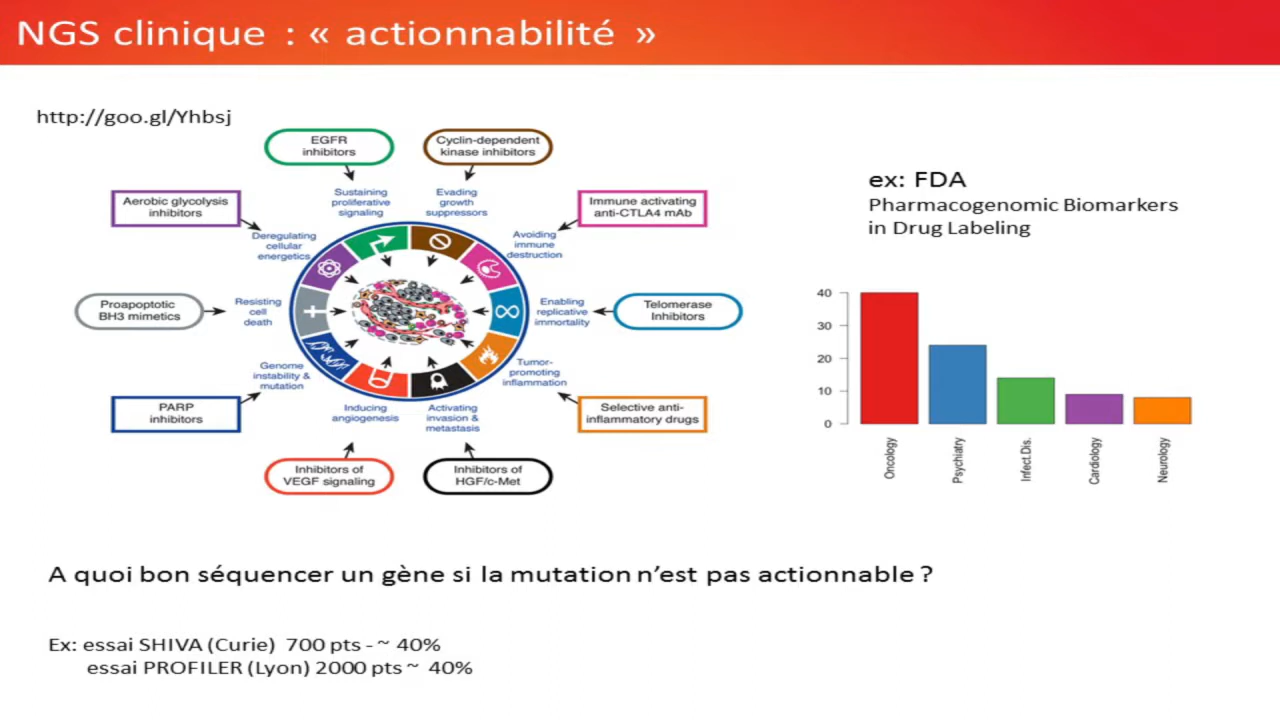 NGS clinique : « actionnabilité »
http://goo.gl/Yhbsj
EGFR
inhibitors
Cyclin-dependent
kinase inhibitors
Aerobic glycolysis
inhibitors
Sustaining
proliferative
signaling
Evading
growth
suppressors
Immune activating
anti-CTLA4 mAb
Deregulating
cellular
energetics
Avoiding
immune
destruction
Proapoptotic
BH3 mimetics
Resisting
cell
death
Enabling
replicative
immortality
Telomerase
Inhibitors
Genome
instability &
mutation
Tumor-
promoting
inflammation
PARP
inhibitors
Inducing
angiogenesis
Activating
invasion &
metastasis
Selective anti-
inflammatory drugs
Inhibitors of
VEGF signaling
Inhibitors of
HGF/c-Met
ex: FDA
Pharmacogenomic Biomarkers
in Drug Labeling
40
30
20
10
0
Oncology
Psychiatry
Infect.Dis.
Cardiology
Neurology
A quoi bon séquencer un gène si la mutation n’est pas actionnable ?
Ex: essai SHIVA (Curie) 700 pts - ~ 40%
essai PROFILER (Lyon) 2000 pts ~ 40%